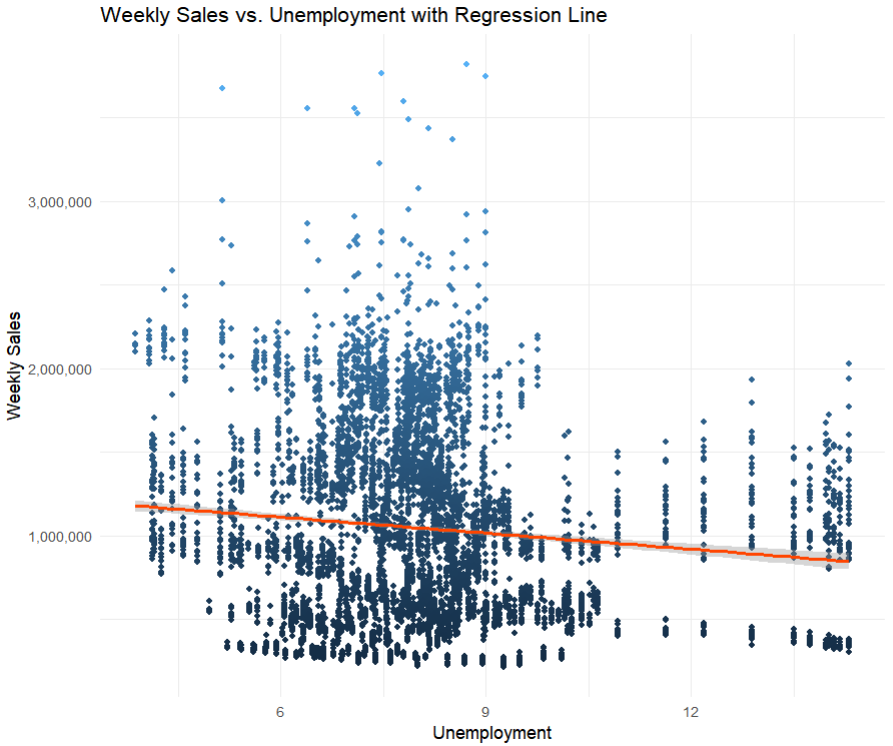 Weekly Sales vs. Unemployment with Regression Line
Weekly Sales
3,000,000
2,000,000
1,000,000
6 9 12
Unemployment